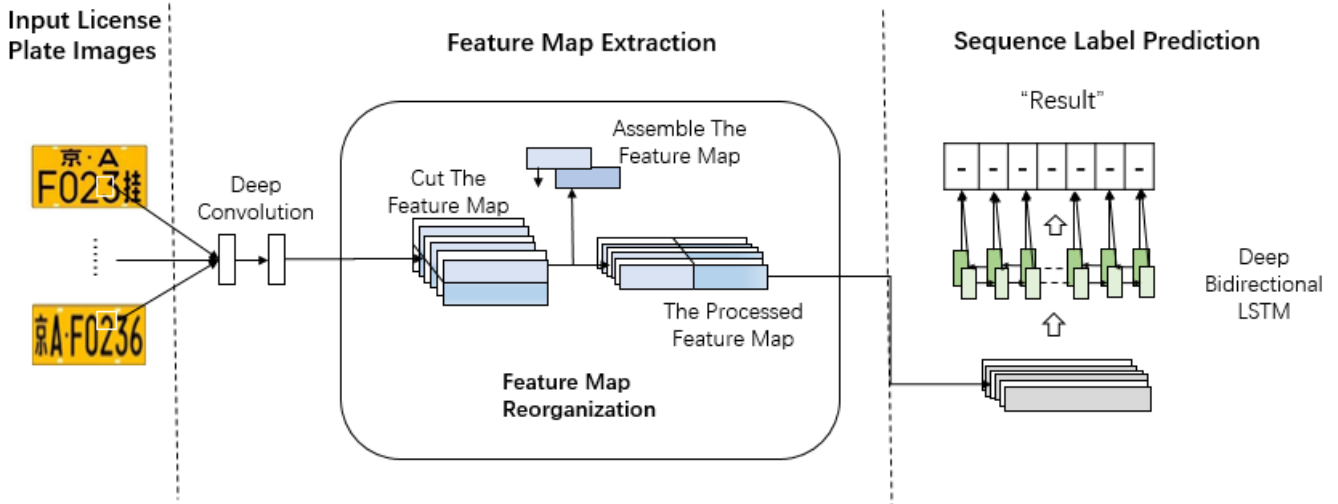 Input License
Plate Images
Feature Map Extraction
Sequence Label Prediction
京·A
F023挂
京A·F0236
Deep
Convolution
Cut The
Feature Map
Assemble The
Feature Map
The Processed
Feature Map
Feature Map
Reorganization
“Result”
- - - - - - -
Deep
Bidirectional
LSTM